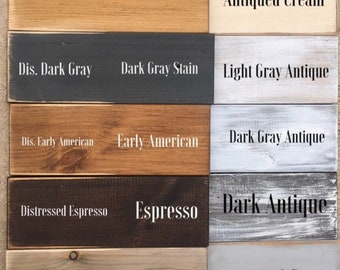 Antiqued Cream
Dis. Dark Gray Dark Gray Stain
Light Gray Antique
Dis. Early American Early American
Dark Gray Antique
Distressed Espresso Espresso
Dark Antique